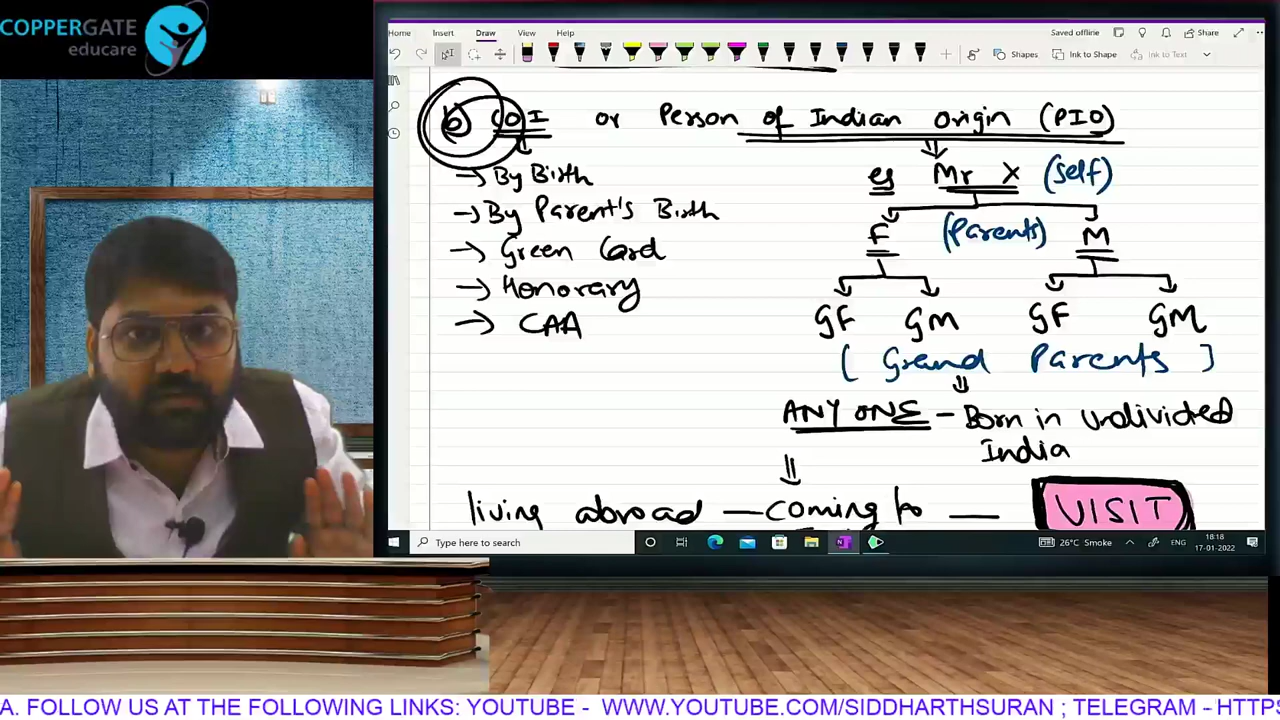 COPPERGATE
educare
Home Insert Draw View Help
Saved offline
Share
Shapes
Ink to Shape
Ink to Text
b COI or Person of Indian Origin (PIO)
→ By Birth
→ By Parent's Birth
→ Green Card
→ Honorary
→ CAA
eg Mr X (Self)
F (Parents) M
GF GM GF GM
( Grand Parents )
ANY ONE - Born in undivided
India
living abroad — coming to — VISIT
Type here to search
26°C Smoke
ENG
18:18
17-01-2022
A. FOLLOW US AT THE FOLLOWING LINKS: YOUTUBE - WWW.YOUTUBE.COM/SIDDHARTHSURAN ; TELEGRAM - HTTPS